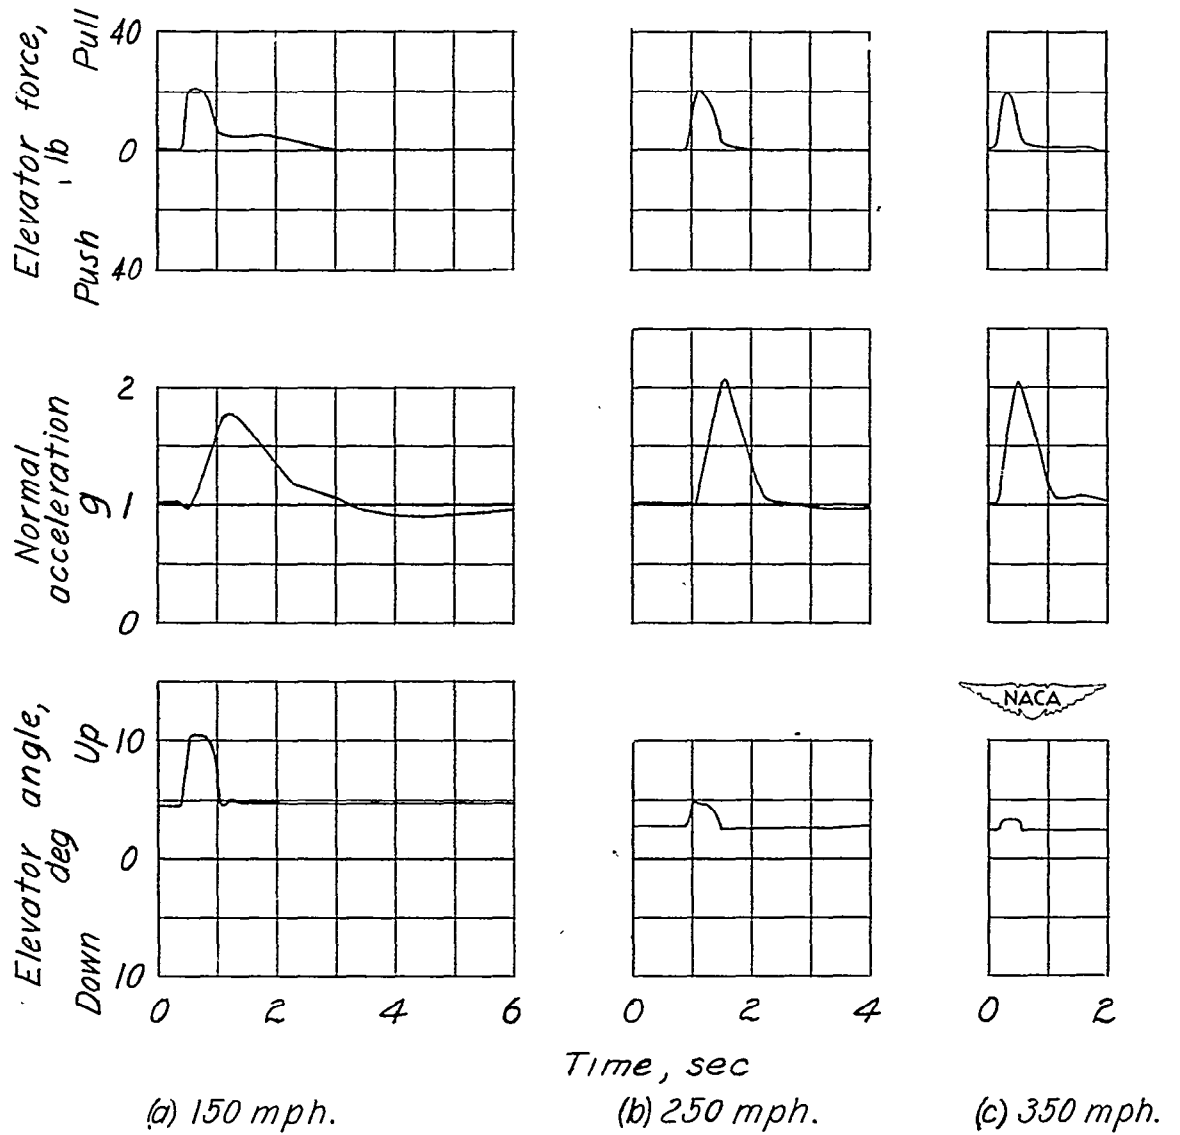 Elevator force, lb
Pull
Push
40
0
40
Normal acceleration g
2
1
0
NACA
Elevator angle, deg
Up
Down
10
0
10
0 2 4 6
0 2 4
0 2
Time, sec
(a) 150 mph.
(b) 250 mph.
(c) 350 mph.